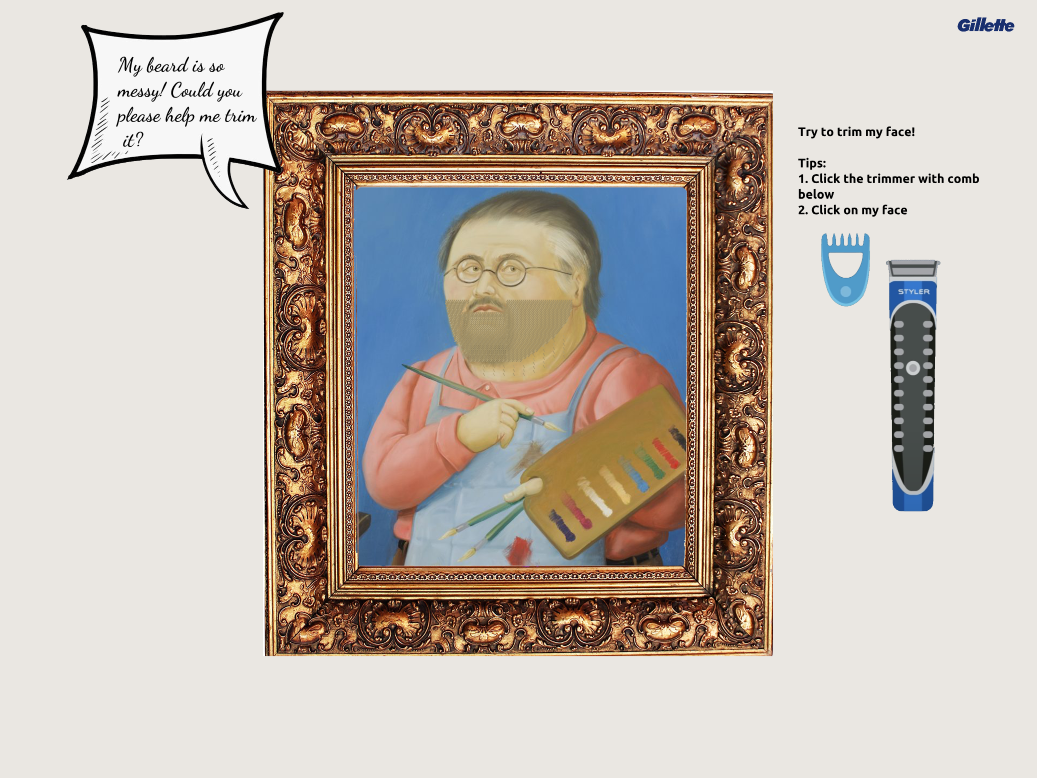 My beard is so
messy! Could you
please help me trim
it?
Gillette
Try to trim my face!
Tips:
1. Click the trimmer with comb
below
2. Click on my face
STYLER